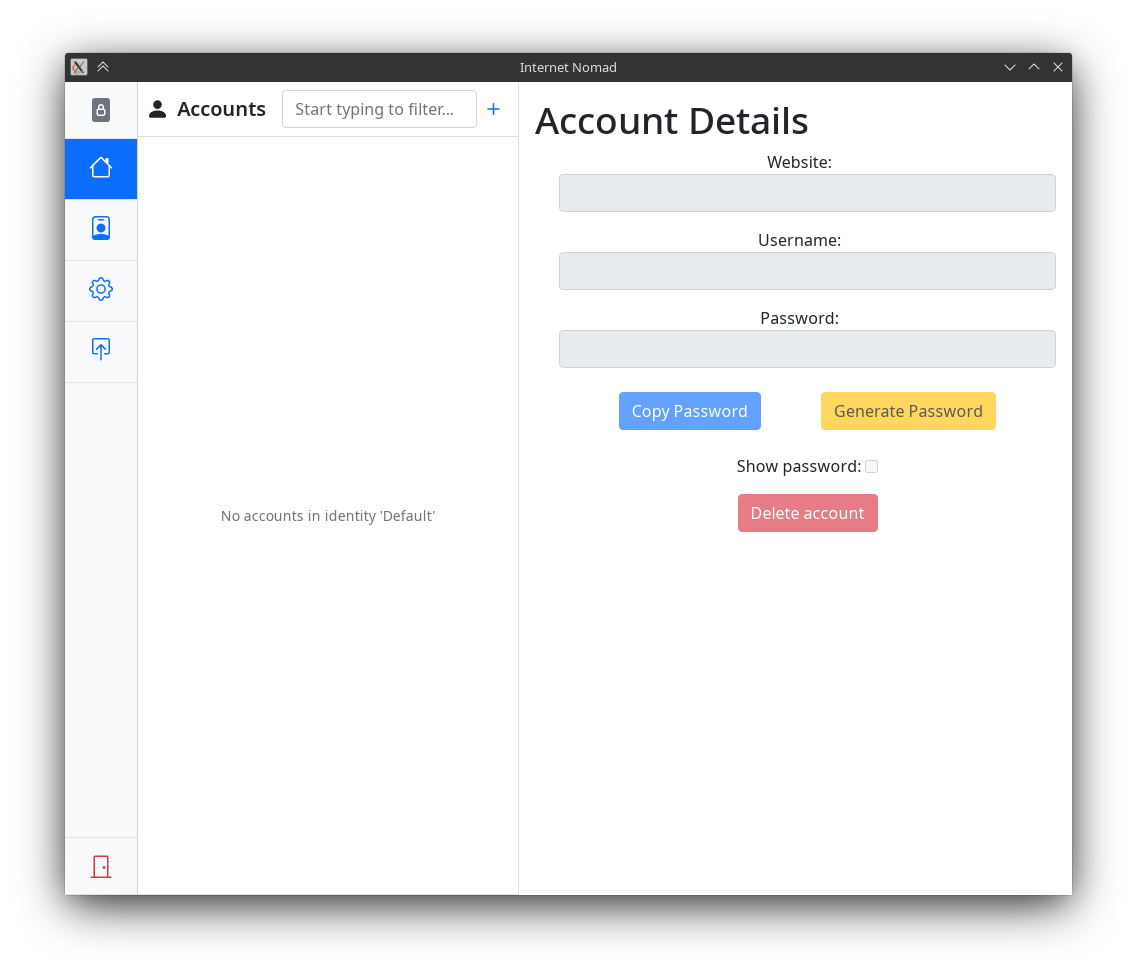 Internet Nomad
Accounts
Start typing to filter...
No accounts in identity 'Default'
Account Details
Website:
Username:
Password:
Copy Password
Generate Password
Show password:
Delete account